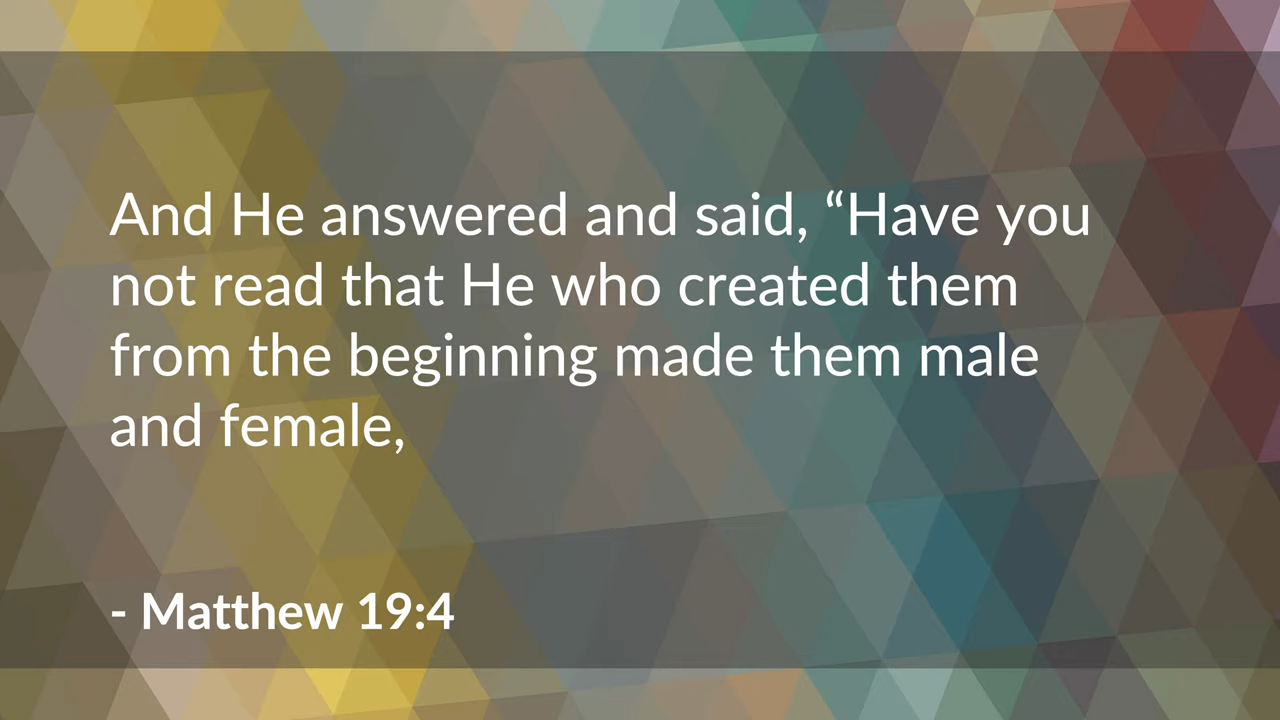 And He answered and said, “Have you
not read that He who created them
from the beginning made them male
and female,
- Matthew 19:4